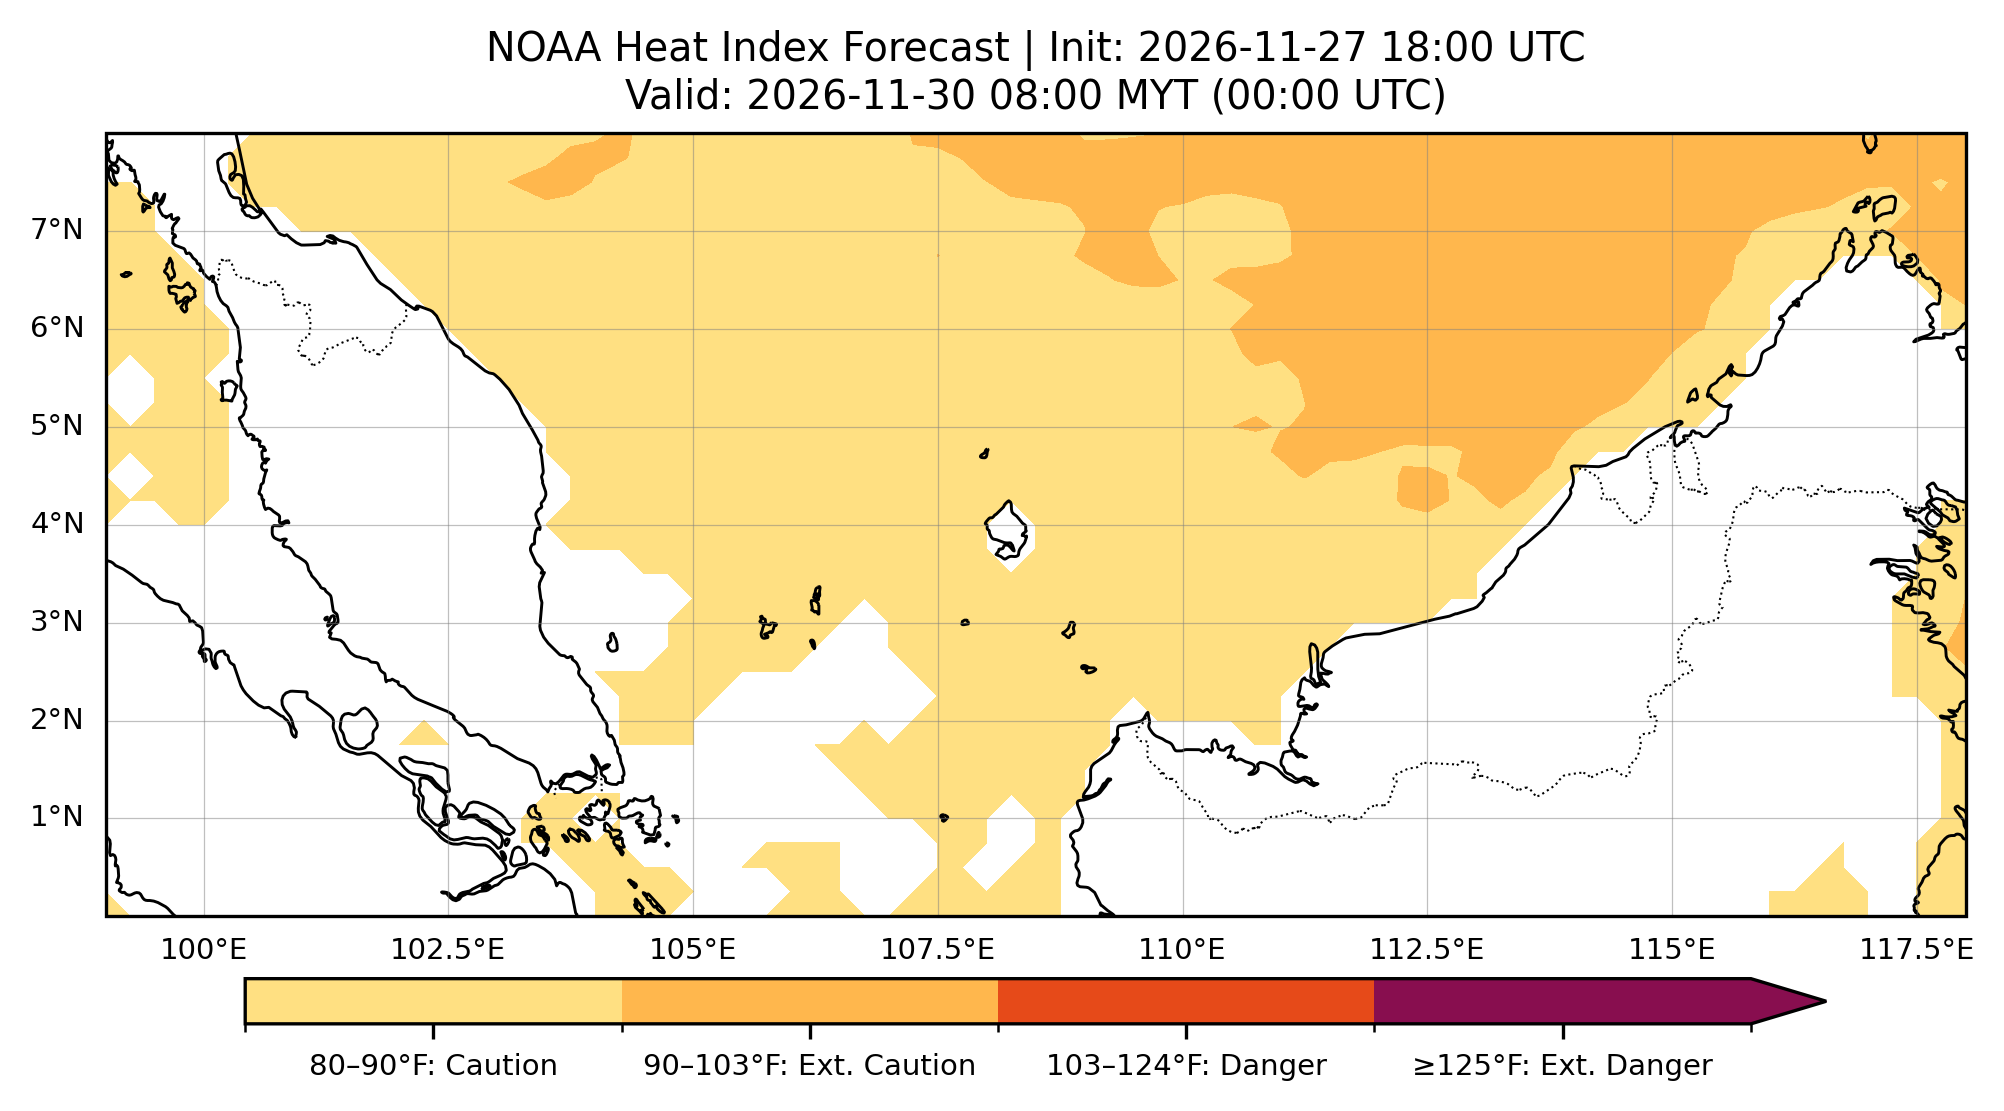 NOAA Heat Index Forecast | Init: 2026-11-27 18:00 UTC
Valid: 2026-11-30 08:00 MYT (00:00 UTC)
7°N
6°N
5°N
4°N
3°N
2°N
1°N
100°E 102.5°E 105°E 107.5°E 110°E 112.5°E 115°E 117.5°E
80–90°F: Caution 90–103°F: Ext. Caution 103–124°F: Danger ≥125°F: Ext. Danger